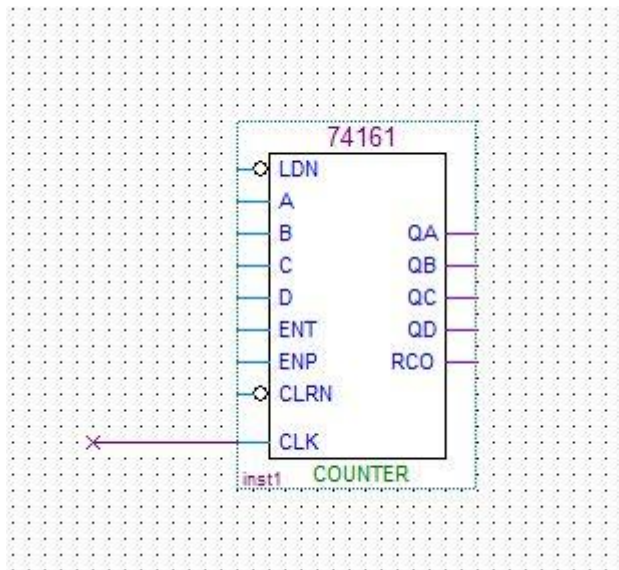 74161
LDN
A
B QA
C QB
D QC
ENT QD
ENP RCO
CLRN
CLK
inst1 COUNTER